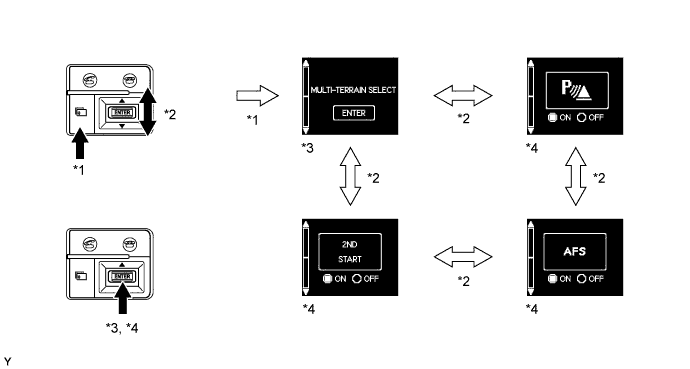 ENTER
*2
*1
*1
MULTI-TERRAIN SELECT
ENTER
*3
*2
P
ON OFF
*4
*2
*2
ENTER
*3, *4
2ND
START
ON OFF
*4
*2
AFS
ON OFF
*4
Y